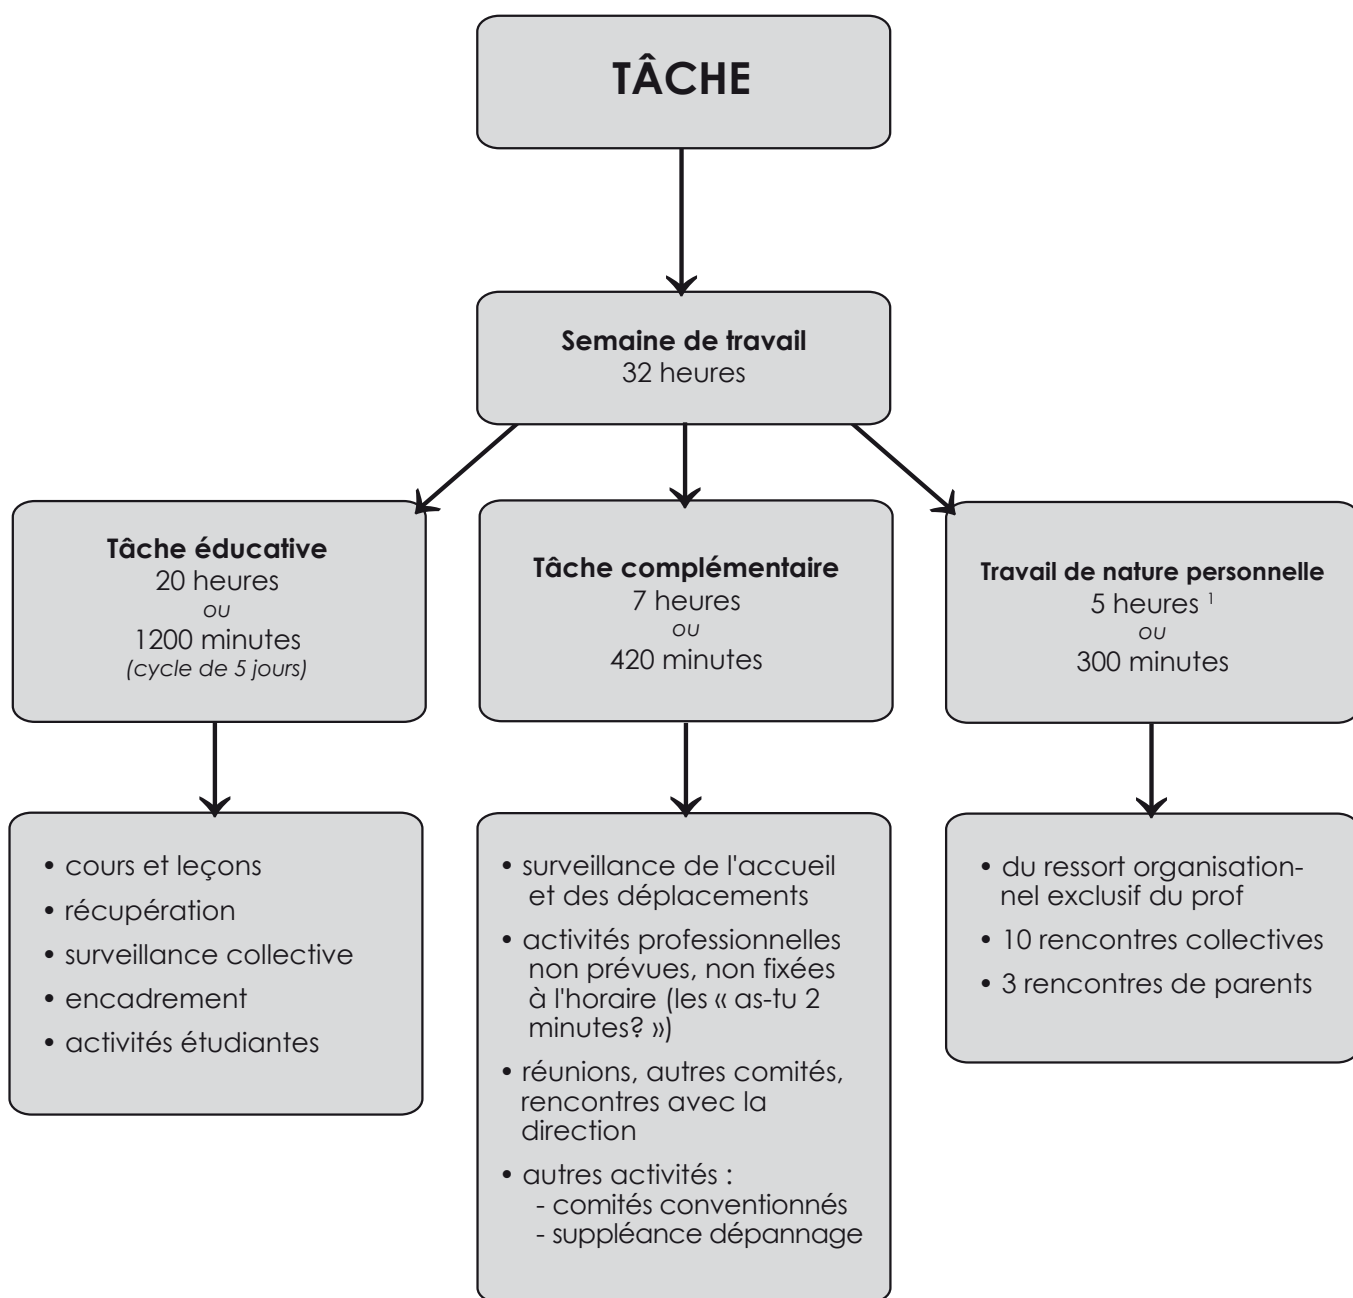 TÂCHE
Semaine de travail
32 heures
Tâche éducative
20 heures
ou
1200 minutes
(cycle de 5 jours)
Tâche complémentaire
7 heures
ou
420 minutes
Travail de nature personnelle
5 heures ¹
ou
300 minutes
• cours et leçons
• récupération
• surveillance collective
• encadrement
• activités étudiantes
• surveillance de l'accueil
et des déplacements
• activités professionnelles
non prévues, non fixées
à l'horaire (les « as-tu 2
minutes? »)
• réunions, autres comités,
rencontres avec la
direction
• autres activités :
- comités conventionnés
- suppléance dépannage
• du ressort organisation-
nel exclusif du prof
• 10 rencontres collectives
• 3 rencontres de parents